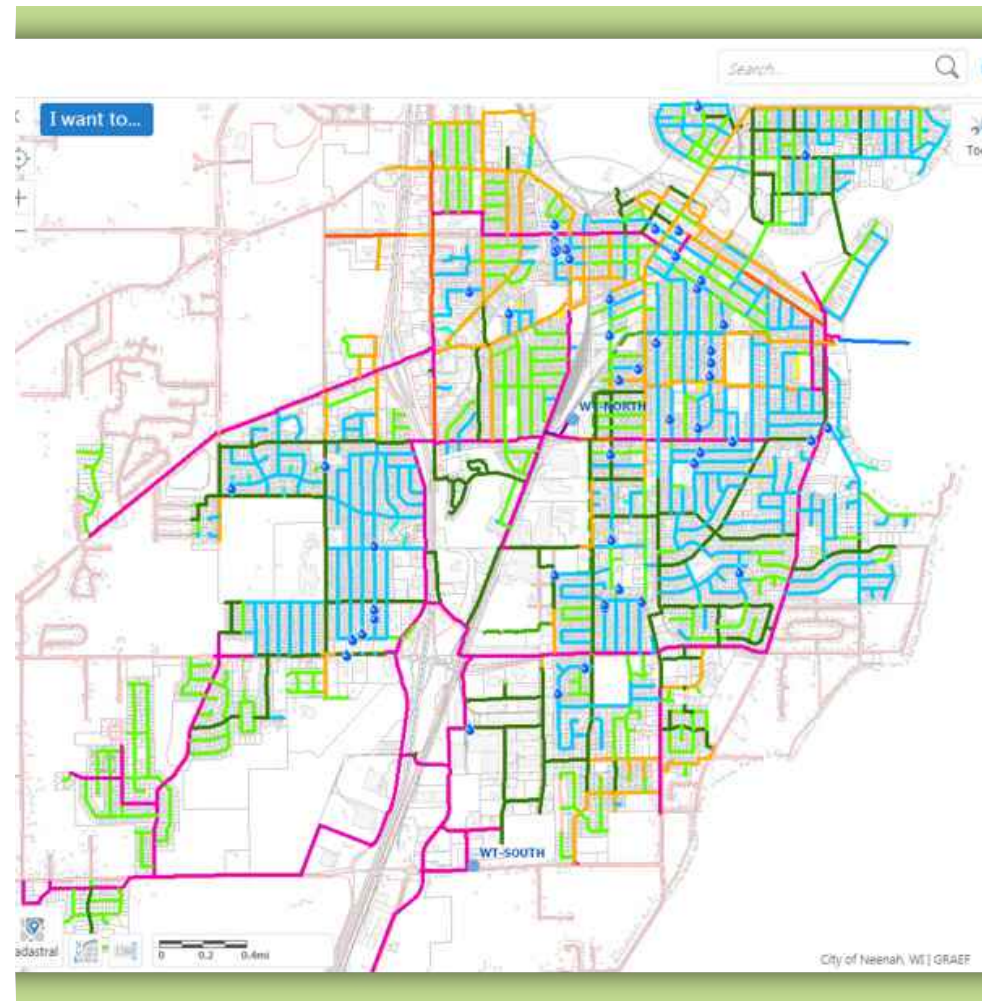 Search...
I want to...
WT-NORTH
WT-SOUTH
0 0.2 0.4mi
City of Neenah, WI | GRAEF